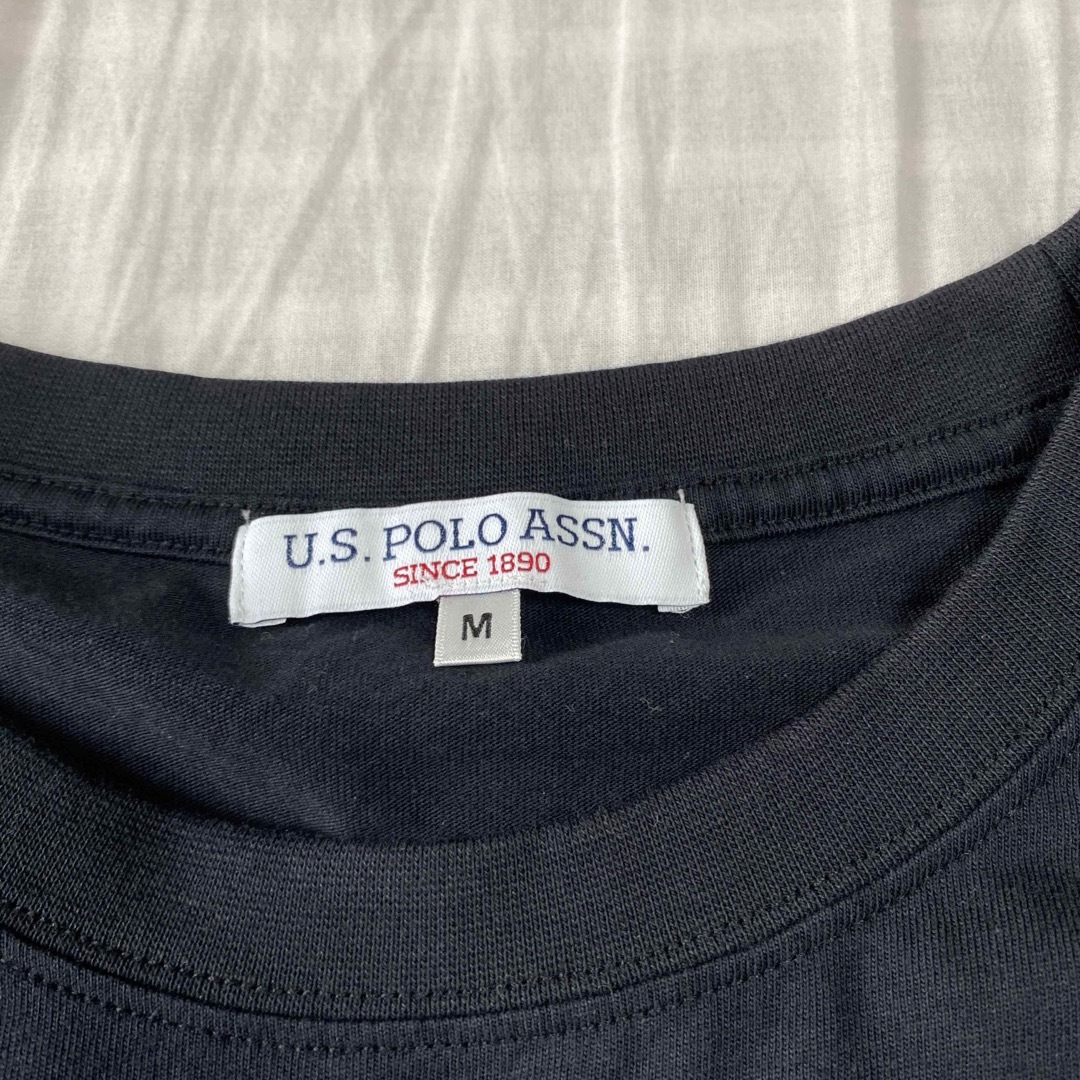 U.S. POLO ASSN.
SINCE 1890
M